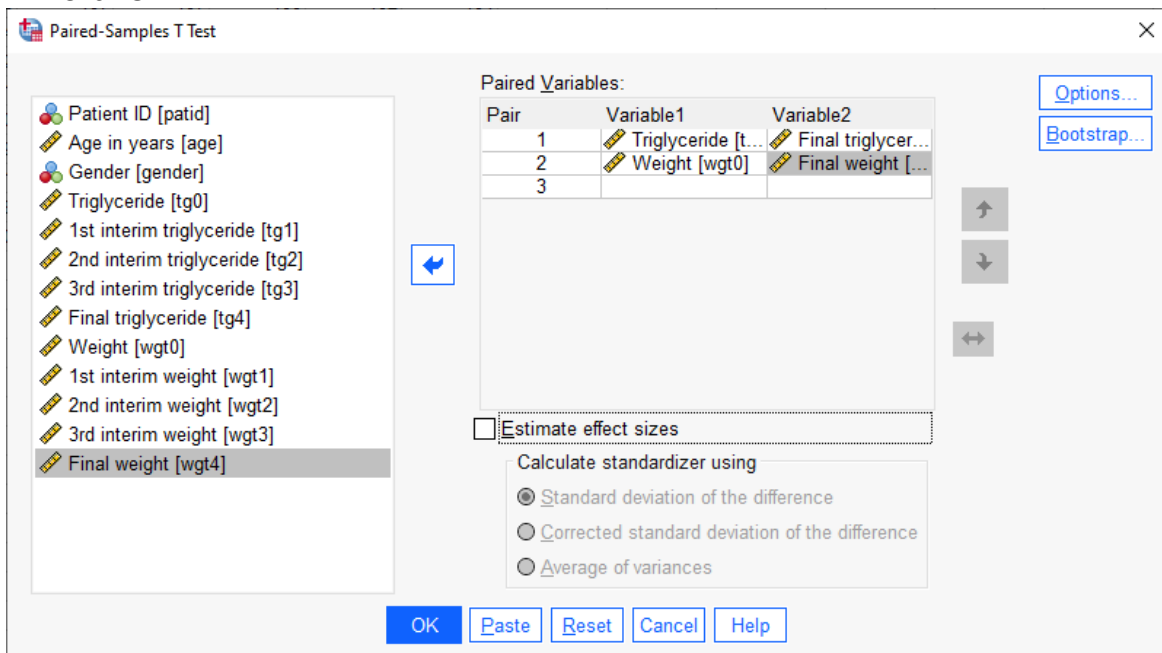 Paired-Samples T Test
Patient ID [patid]
Age in years [age]
Gender [gender]
Triglyceride [tg0]
1st interim triglyceride [tg1]
2nd interim triglyceride [tg2]
3rd interim triglyceride [tg3]
Final triglyceride [tg4]
Weight [wgt0]
1st interim weight [wgt1]
2nd interim weight [wgt2]
3rd interim weight [wgt3]
Final weight [wgt4]
Paired Variables:
Pair Variable1 Variable2
1 Triglyceride [t... Final triglycer...
2 Weight [wgt0] Final weight [...
3
Estimate effect sizes
Calculate standardizer using
Standard deviation of the difference
Corrected standard deviation of the difference
Average of variances
Options...
Bootstrap...
OK Paste Reset Cancel Help